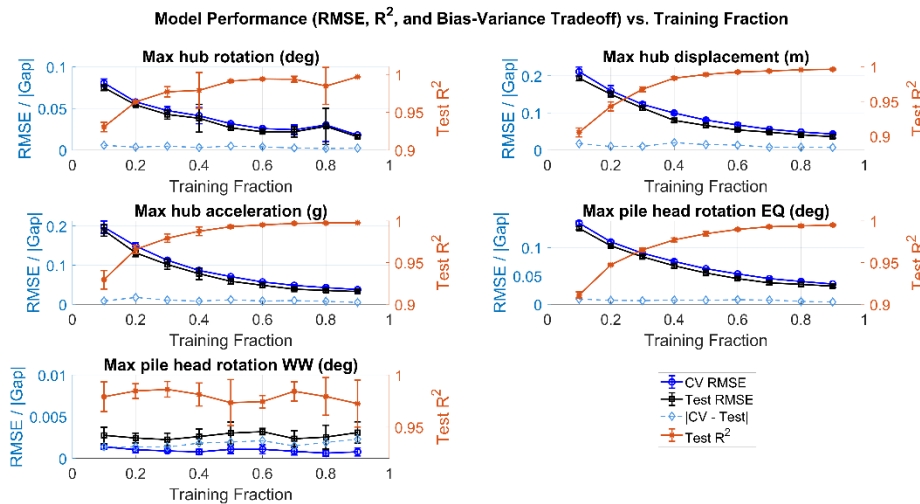 Model Performance (RMSE, R², and Bias-Variance Tradeoff) vs. Training Fraction
Max hub rotation (deg)
RMSE / |Gap|
0.1
0.05
0
0 0.2 0.4 0.6 0.8 1
Training Fraction
1
0.95
0.9
Test R²
Max hub displacement (m)
RMSE / |Gap|
0.2
0.1
0
0 0.2 0.4 0.6 0.8 1
Training Fraction
1
0.95
0.9
Test R²
Max hub acceleration (g)
RMSE / |Gap|
0.2
0.1
0
0 0.2 0.4 0.6 0.8 1
Training Fraction
1
0.95
0.9
Test R²
Max pile head rotation EQ (deg)
RMSE / |Gap|
0.1
0.05
0
0 0.2 0.4 0.6 0.8 1
Training Fraction
1
0.95
0.9
Test R²
Max pile head rotation WW (deg)
RMSE / |Gap|
0.01
0.005
0
0 0.2 0.4 0.6 0.8 1
Training Fraction
1
0.95
Test R²
CV RMSE
Test RMSE
|CV - Test|
Test R²